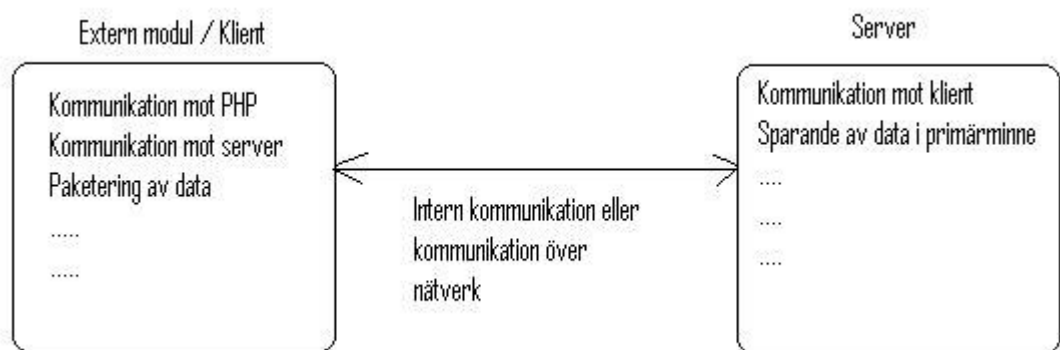 Extern modul / Klient
Kommunikation mot PHP
Kommunikation mot server
Paketering av data
.....
.....
Intern kommunikation eller
kommunikation över
nätverk
Server
Kommunikation mot klient
Sparande av data i primärminne
....
....
....